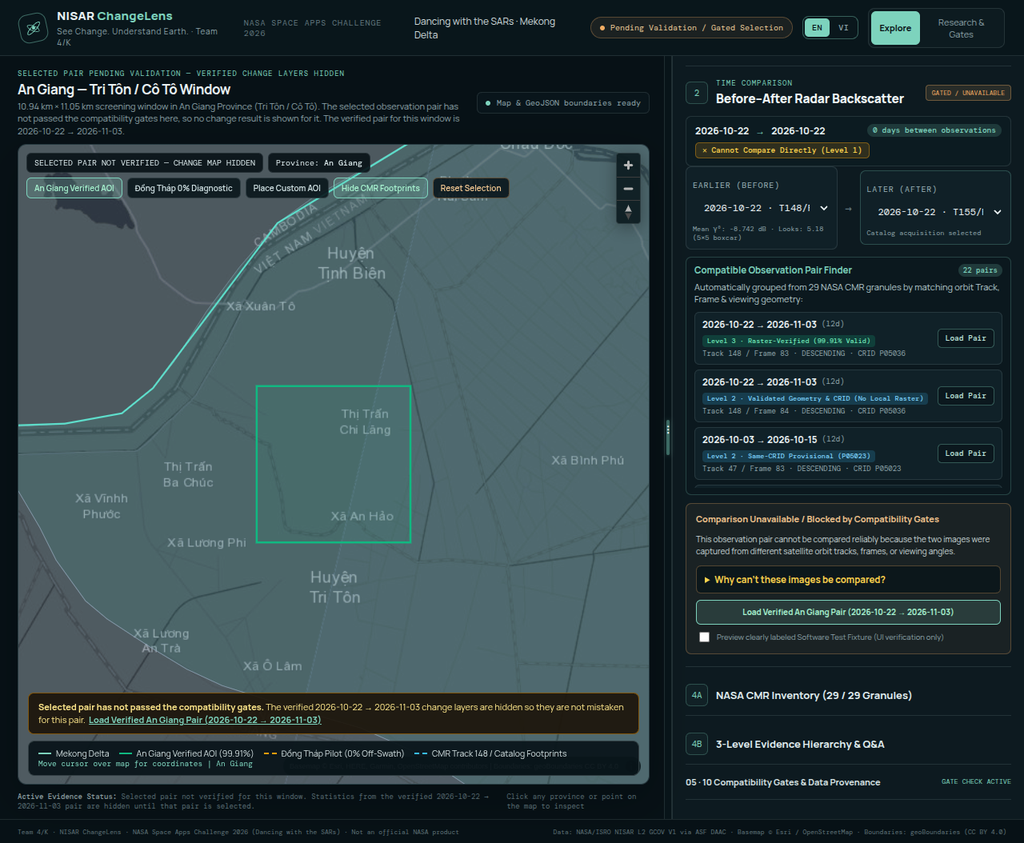 NISAR ChangeLens
See Change. Understand Earth. · Team
4/K
NASA SPACE APPS CHALLENGE
2026
Dancing with the SARs · Mekong
Delta
Pending Validation / Gated Selection
EN VI
Explore
Research &
Gates
SELECTED PAIR PENDING VALIDATION — VERIFIED CHANGE LAYERS HIDDEN
An Giang — Tri Tôn / Cô Tô Window
10.94 km × 11.05 km screening window in An Giang Province (Tri Tôn / Cô Tô). The selected observation pair has
not passed the compatibility gates here, so no change result is shown for it. The verified pair for this window is
2026-10-22 → 2026-11-03.
Map & GeoJSON boundaries ready
SELECTED PAIR NOT VERIFIED — CHANGE MAP HIDDEN
Province: An Giang
An Giang Verified AOI
Đồng Tháp 0% Diagnostic
Place Custom AOI
Hide CMR Footprints
Reset Selection
+
−
CAMBODIA
VIỆT NAM VIETNAM
Huyện
Tịnh Biên
Xã Xuân Tô
Thị Trấn
Chi Lăng
Xã Bình Phú
Thị Trấn
Ba Chúc
Xã Vĩnhh
Phước
Xã An Hảo
Xã Lương Phi
Huyện
Tri Tôn
Xã Lương
An Trà
Xã Ô Lâm
Selected pair has not passed the compatibility gates. The verified 2026-10-22 → 2026-11-03 change layers are hidden so they are not mistaken
for this pair. Load Verified An Giang Pair (2026-10-22 → 2026-11-03)
Mekong Delta
An Giang Verified AOI (99.91%)
Đồng Tháp Pilot (0% Off-Swath)
CMR Track 148 / Catalog Footprints
Move cursor over map for coordinates | An Giang
Active Evidence Status: Selected pair not verified for this window. Statistics from the verified 2026-10-22 →
2026-11-03 pair are hidden until that pair is selected.
Click any province or point on
the map to inspect
2
TIME COMPARISON
Before–After Radar Backscatter
GATED / UNAVAILABLE
2026-10-22 → 2026-10-22
0 days between observations
× Cannot Compare Directly (Level 1)
EARLIER (BEFORE)
2026-10-22 · T148/
Mean γ⁰: -8.742 dB · Looks: 5.18
(5×5 boxcar)
→
LATER (AFTER)
2026-10-22 · T155/
Catalog acquisition selected
Compatible Observation Pair Finder
22 pairs
Automatically grouped from 29 NASA CMR granules by matching orbit Track,
Frame & viewing geometry:
2026-10-22 → 2026-11-03 (12d)
Level 3 · Raster-Verified (99.91% Valid)
Track 148 / Frame 83 · DESCENDING · CRID P05036
Load Pair
2026-10-22 → 2026-11-03 (12d)
Level 2 · Validated Geometry & CRID (No Local Raster)
Track 148 / Frame 84 · DESCENDING · CRID P05036
Load Pair
2026-10-03 → 2026-10-15 (12d)
Level 2 · Same-CRID Provisional (P05023)
Track 47 / Frame 83 · DESCENDING · CRID P05023
Load Pair
Comparison Unavailable / Blocked by Compatibility Gates
This observation pair cannot be compared reliably because the two images were
captured from different satellite orbit tracks, frames, or viewing angles.
▶ Why can't these images be compared?
Load Verified An Giang Pair (2026-10-22 → 2026-11-03)
Preview clearly labeled Software Test Fixture (UI verification only)
4A
NASA CMR Inventory (29 / 29 Granules)
4B
3-Level Evidence Hierarchy & Q&A
05-10 Compatibility Gates & Data Provenance
GATE CHECK ACTIVE
Team 4/K · NISAR ChangeLens · NASA Space Apps Challenge 2026 (Dancing with the SARs) · Not an official NASA product
Data: NASA/ISRO NISAR L2 GCOV V1 via ASF DAAC · Basemap © Esri / OpenStreetMap · Boundaries: geoBoundaries (CC BY 4.0)